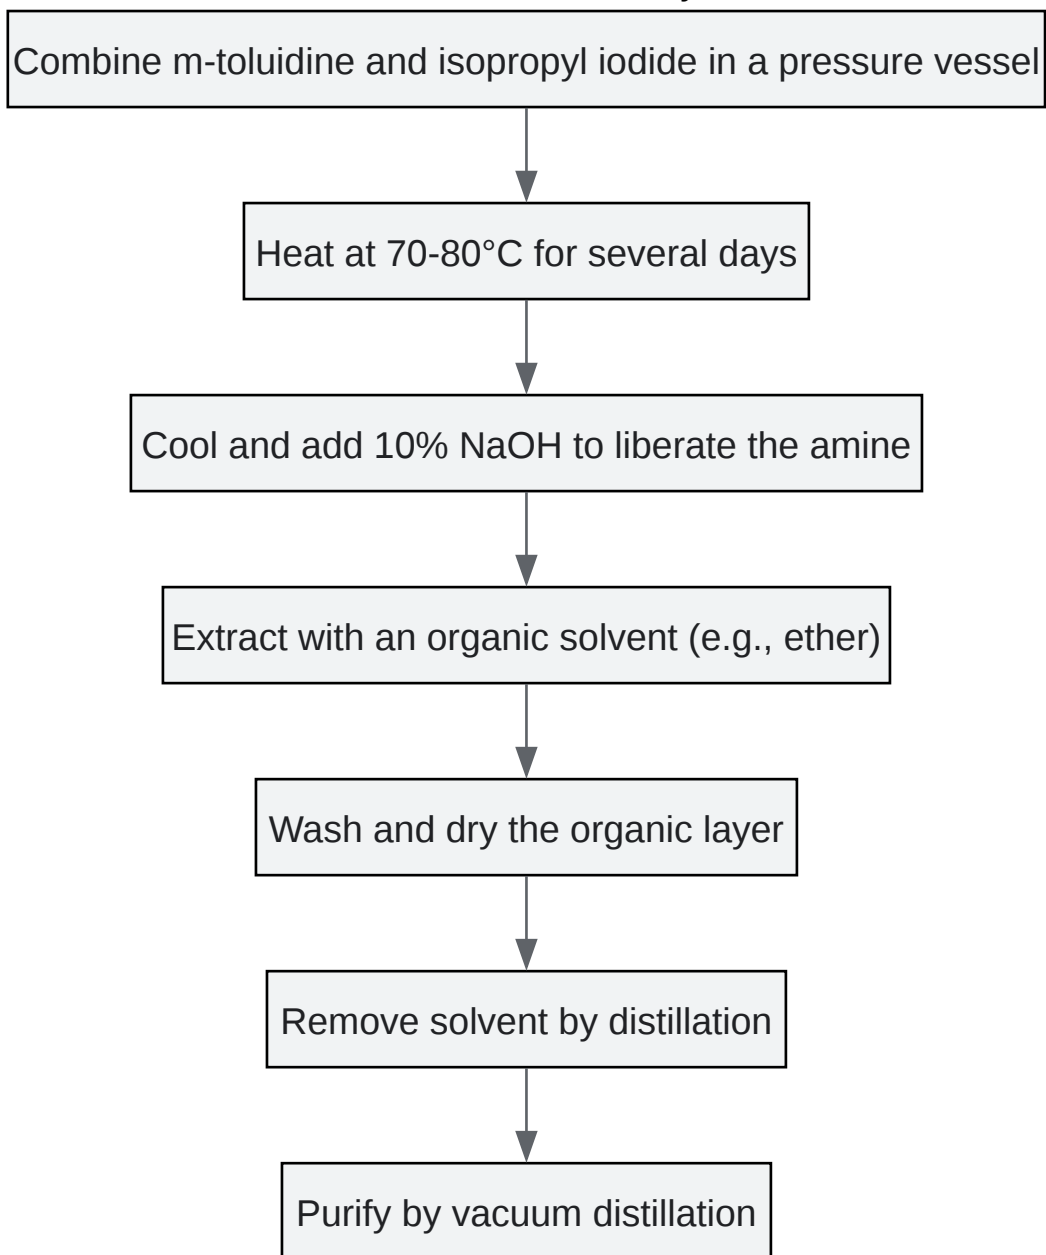 Combine m-toluidine and isopropyl iodide in a pressure vessel
Heat at 70-80°C for several days
Cool and add 10% NaOH to liberate the amine
Extract with an organic solvent (e.g., ether)
Wash and dry the organic layer
Remove solvent by distillation
Purify by vacuum distillation